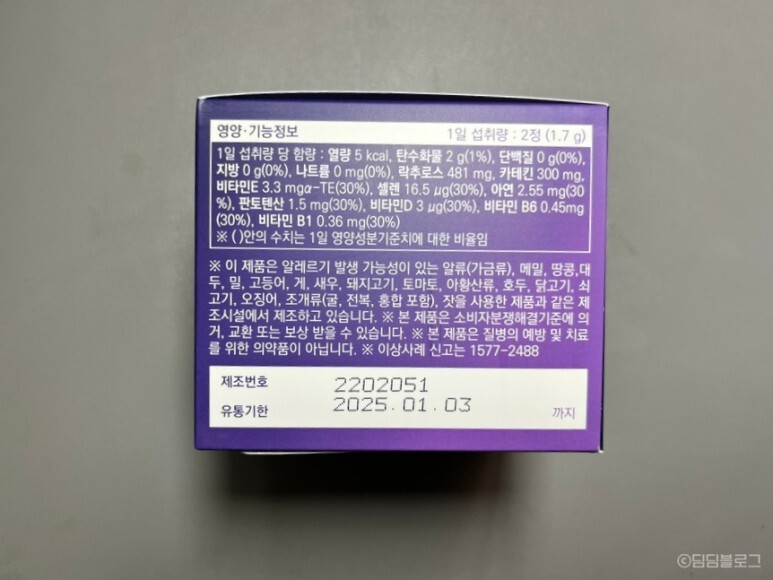 영양·기능정보 1일 섭취량 : 2정 (1.7 g)
1일 섭취량 당 함량 : 열량 5 kcal, 탄수화물 2 g(1%), 단백질 0 g(0%),
지방 0 g(0%), 나트륨 0 mg(0%), 락추로스 481 mg, 카테킨 300 mg,
비타민E 3.3 mgα-TE(30%), 셀렌 16.5 μg(30%), 아연 2.55 mg(30
%), 판토텐산 1.5 mg(30%), 비타민D 3 μg(30%), 비타민 B6 0.45mg
(30%), 비타민 B1 0.36 mg(30%)
※ ( )안의 수치는 1일 영양성분기준치에 대한 비율임
※ 이 제품은 알레르기 발생 가능성이 있는 알류(가금류), 메밀, 땅콩,대
두, 밀, 고등어, 게, 새우, 돼지고기, 토마토, 아황산류, 호두, 닭고기, 쇠
고기, 오징어, 조개류(굴, 전복, 홍합 포함), 잣을 사용한 제품과 같은 제
조시설에서 제조하고 있습니다. ※ 본 제품은 소비자분쟁해결기준에 의
거, 교환 또는 보상 받을 수 있습니다. ※ 본 제품은 질병의 예방 및 치료
를 위한 의약품이 아닙니다. ※ 이상사례 신고는 1577-2488
제조번호 2202051
유통기한 2025.01.03 까지
©딤딤블로그